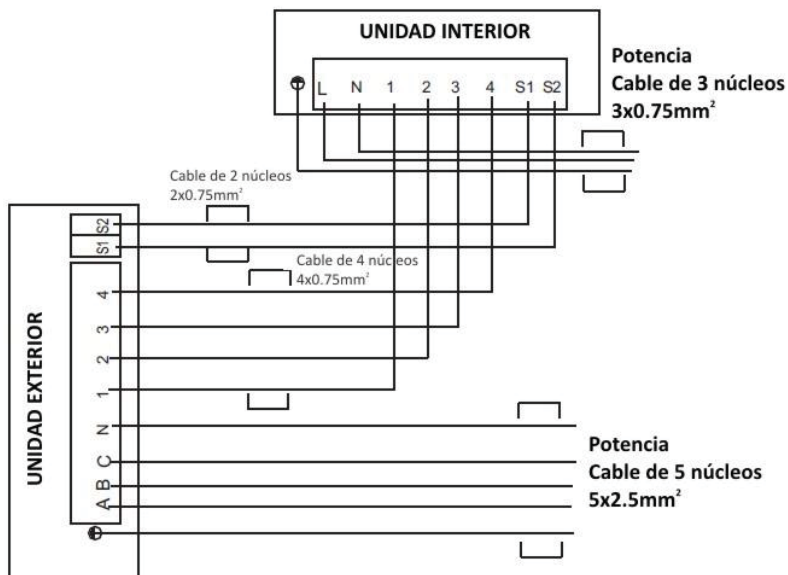 UNIDAD INTERIOR
L N 1 2 3 4 S1 S2
Potencia
Cable de 3 núcleos
3x0.75mm²
Cable de 2 núcleos
2x0.75mm²
S2
S1
Cable de 4 núcleos
4x0.75mm²
4
3
2
1
N
C
B
A
UNIDAD EXTERIOR
Potencia
Cable de 5 núcleos
5x2.5mm²